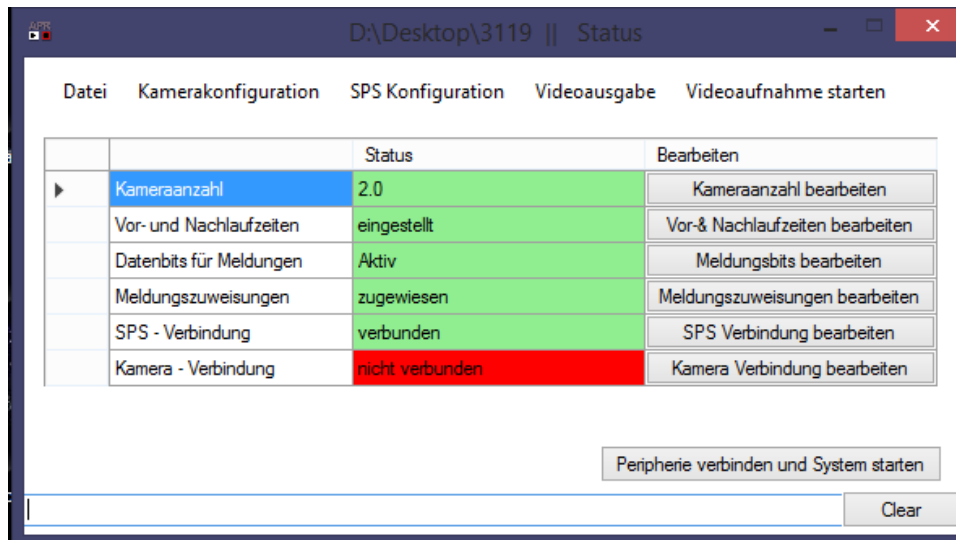 APK
D:\Desktop\3119 || Status
Datei Kamerakonfiguration SPS Konfiguration Videoausgabe Videoaufnahme starten
Status Bearbeiten
Kameraanzahl 2.0 Kameraanzahl bearbeiten
Vor- und Nachlaufzeiten eingestellt Vor-& Nachlaufzeiten bearbeiten
Datenbits für Meldungen Aktiv Meldungsbits bearbeiten
Meldungszuweisungen zugewiesen Meldungszuweisungen bearbeiten
SPS - Verbindung verbunden SPS Verbindung bearbeiten
Kamera - Verbindung nicht verbunden Kamera Verbindung bearbeiten
Peripherie verbinden und System starten
Clear